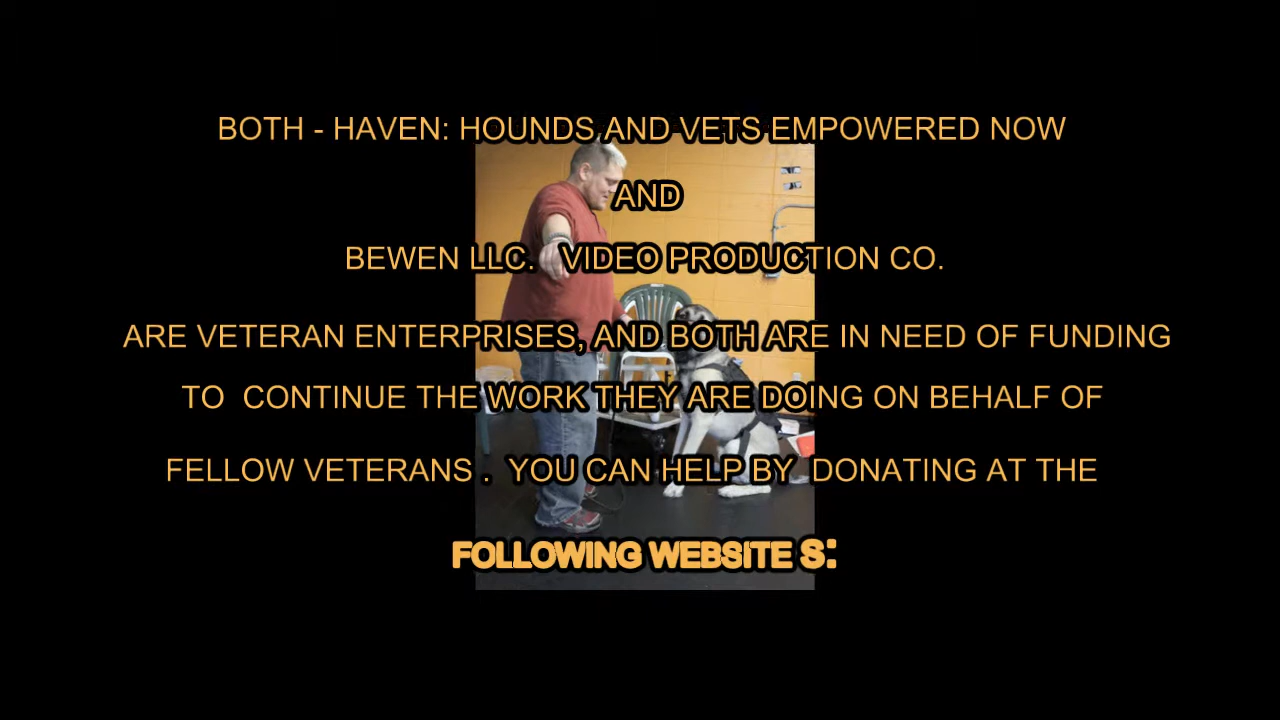 BOTH - HAVEN: HOUNDS AND VETS EMPOWERED NOW
AND
BEWEN LLC. VIDEO PRODUCTION CO.
ARE VETERAN ENTERPRISES, AND BOTH ARE IN NEED OF FUNDING
TO CONTINUE THE WORK THEY ARE DOING ON BEHALF OF
FELLOW VETERANS . YOU CAN HELP BY DONATING AT THE
FOLLOWING WEBSITE S: